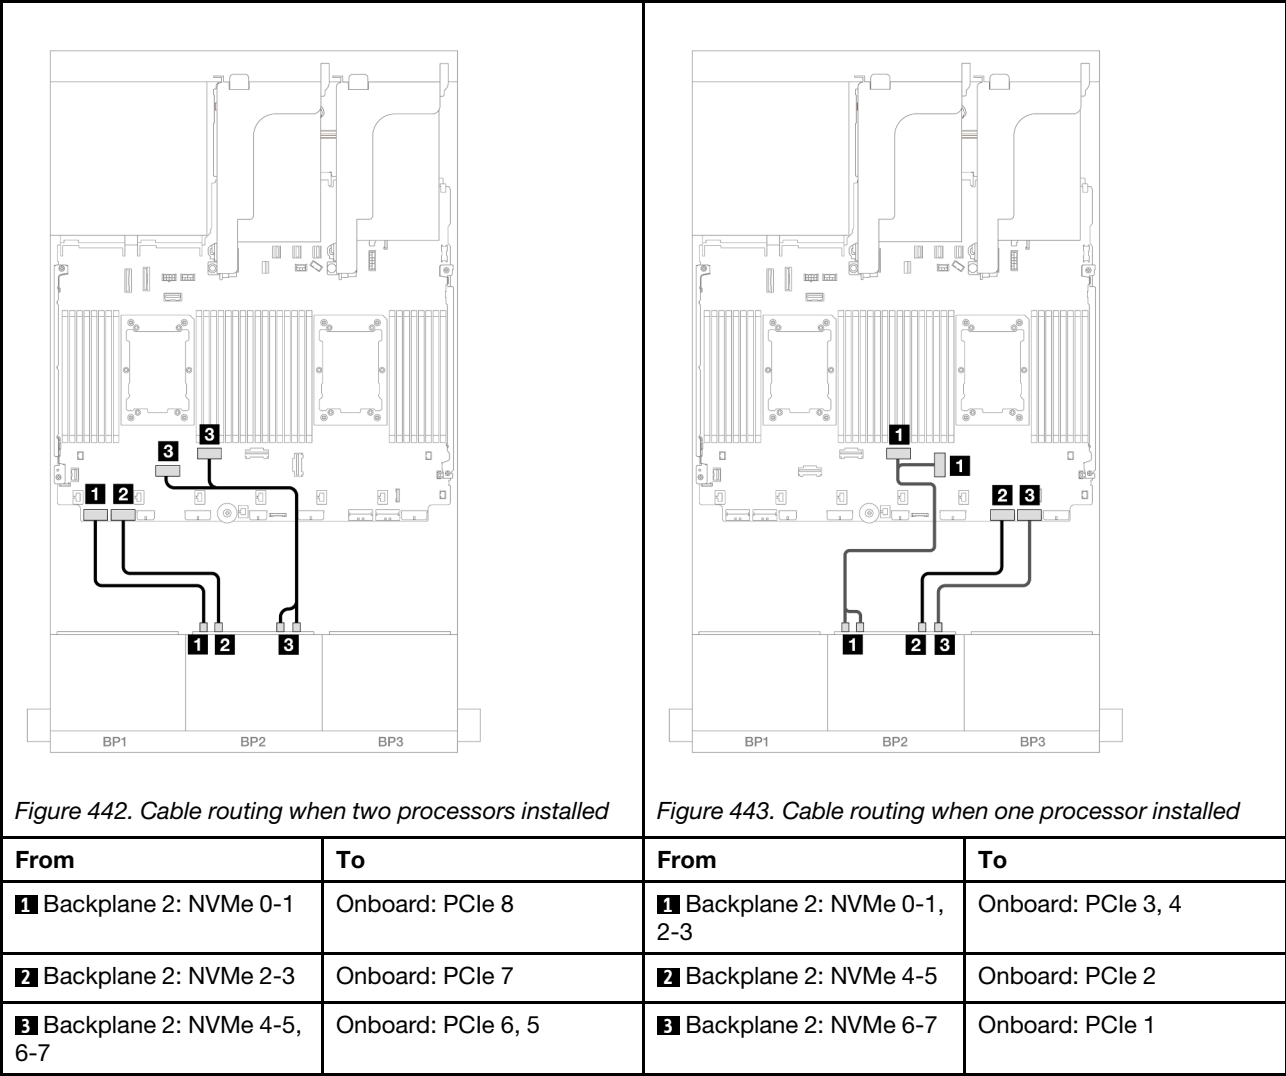 3
3
1
2
1
2
3
BP1
BP2
BP3
Figure 442. Cable routing when two processors installed
1
1
2
3
1
2
3
BP1
BP2
BP3
Figure 443. Cable routing when one processor installed
From
To
From
To
1 Backplane 2: NVMe 0-1
Onboard: PCIe 8
1 Backplane 2: NVMe 0-1,
2-3
Onboard: PCIe 3, 4
2 Backplane 2: NVMe 2-3
Onboard: PCIe 7
2 Backplane 2: NVMe 4-5
Onboard: PCIe 2
3 Backplane 2: NVMe 4-5,
6-7
Onboard: PCIe 6, 5
3 Backplane 2: NVMe 6-7
Onboard: PCIe 1